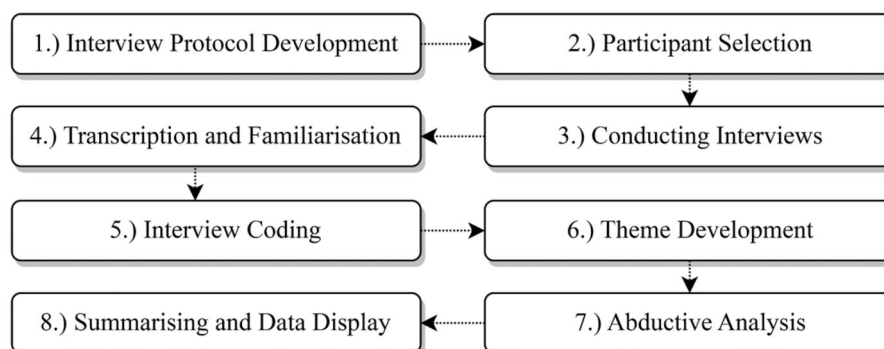 1.) Interview Protocol Development
2.) Participant Selection
3.) Conducting Interviews
4.) Transcription and Familiarisation
5.) Interview Coding
6.) Theme Development
7.) Abductive Analysis
8.) Summarising and Data Display